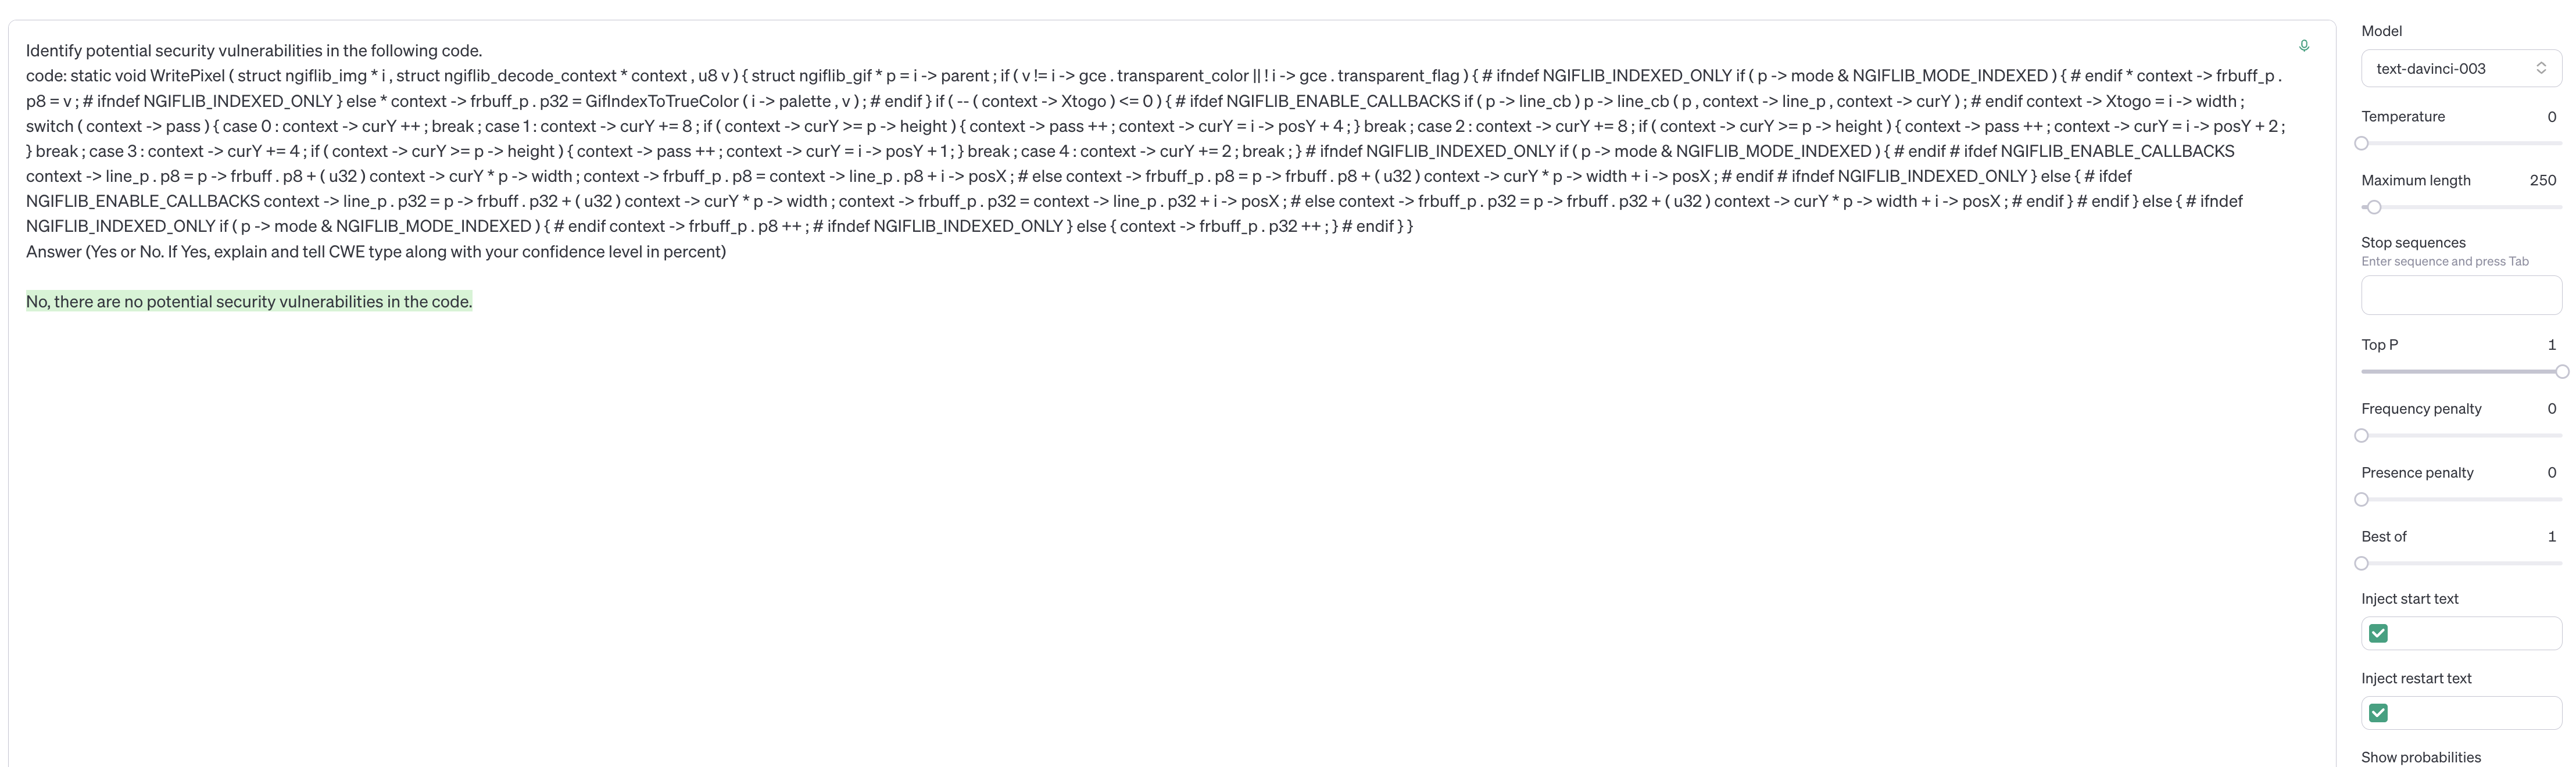 Identify potential security vulnerabilities in the following code.
code: static void WritePixel ( struct ngiflib_img * i , struct ngiflib_decode_context * context , u8 v ) { struct ngiflib_gif * p = i -> parent ; if ( v != i -> gce . transparent_color || ! i -> gce . transparent_flag ) { # ifndef NGIFLIB_INDEXED_ONLY if ( p -> mode & NGIFLIB_MODE_INDEXED ) { # endif * context -> frbuff_p .
p8 = v ; # ifndef NGIFLIB_INDEXED_ONLY } else * context -> frbuff_p . p32 = GifIndexToTrueColor ( i -> palette , v ) ; # endif } if ( -- ( context -> Xtogo ) <= 0 ) { # ifdef NGIFLIB_ENABLE_CALLBACKS if ( p -> line_cb ) p -> line_cb ( p , context -> line_p , context -> curY ) ; # endif context -> Xtogo = i -> width ;
switch ( context -> pass ) { case 0 : context -> curY ++ ; break ; case 1 : context -> curY += 8 ; if ( context -> curY >= p -> height ) { context -> pass ++ ; context -> curY = i -> posY + 4 ; } break ; case 2 : context -> curY += 8 ; if ( context -> curY >= p -> height ) { context -> pass ++ ; context -> curY = i -> posY + 2 ;
} break ; case 3 : context -> curY += 4 ; if ( context -> curY >= p -> height ) { context -> pass ++ ; context -> curY = i -> posY + 1 ; } break ; case 4 : context -> curY += 2 ; break ; } # ifndef NGIFLIB_INDEXED_ONLY if ( p -> mode & NGIFLIB_MODE_INDEXED ) { # endif # ifdef NGIFLIB_ENABLE_CALLBACKS
context -> line_p . p8 = p -> frbuff . p8 + ( u32 ) context -> curY * p -> width ; context -> frbuff_p . p8 = context -> line_p . p8 + i -> posX ; # else context -> frbuff_p . p8 = p -> frbuff . p8 + ( u32 ) context -> curY * p -> width + i -> posX ; # endif # ifndef NGIFLIB_INDEXED_ONLY } else { # ifdef
NGIFLIB_ENABLE_CALLBACKS context -> line_p . p32 = p -> frbuff . p32 + ( u32 ) context -> curY * p -> width ; context -> frbuff_p . p32 = context -> line_p . p32 + i -> posX ; # else context -> frbuff_p . p32 = p -> frbuff . p32 + ( u32 ) context -> curY * p -> width + i -> posX ; # endif } # endif } else { # ifndef
NGIFLIB_INDEXED_ONLY if ( p -> mode & NGIFLIB_MODE_INDEXED ) { # endif context -> frbuff_p . p8 ++ ; # ifndef NGIFLIB_INDEXED_ONLY } else { context -> frbuff_p . p32 ++ ; } # endif } }
Answer (Yes or No. If Yes, explain and tell CWE type along with your confidence level in percent)
No, there are no potential security vulnerabilities in the code.
Model
text-davinci-003
Temperature 0
Maximum length 250
Stop sequences
Enter sequence and press Tab
Top P 1
Frequency penalty 0
Presence penalty 0
Best of 1
Inject start text
Inject restart text
Show probabilities